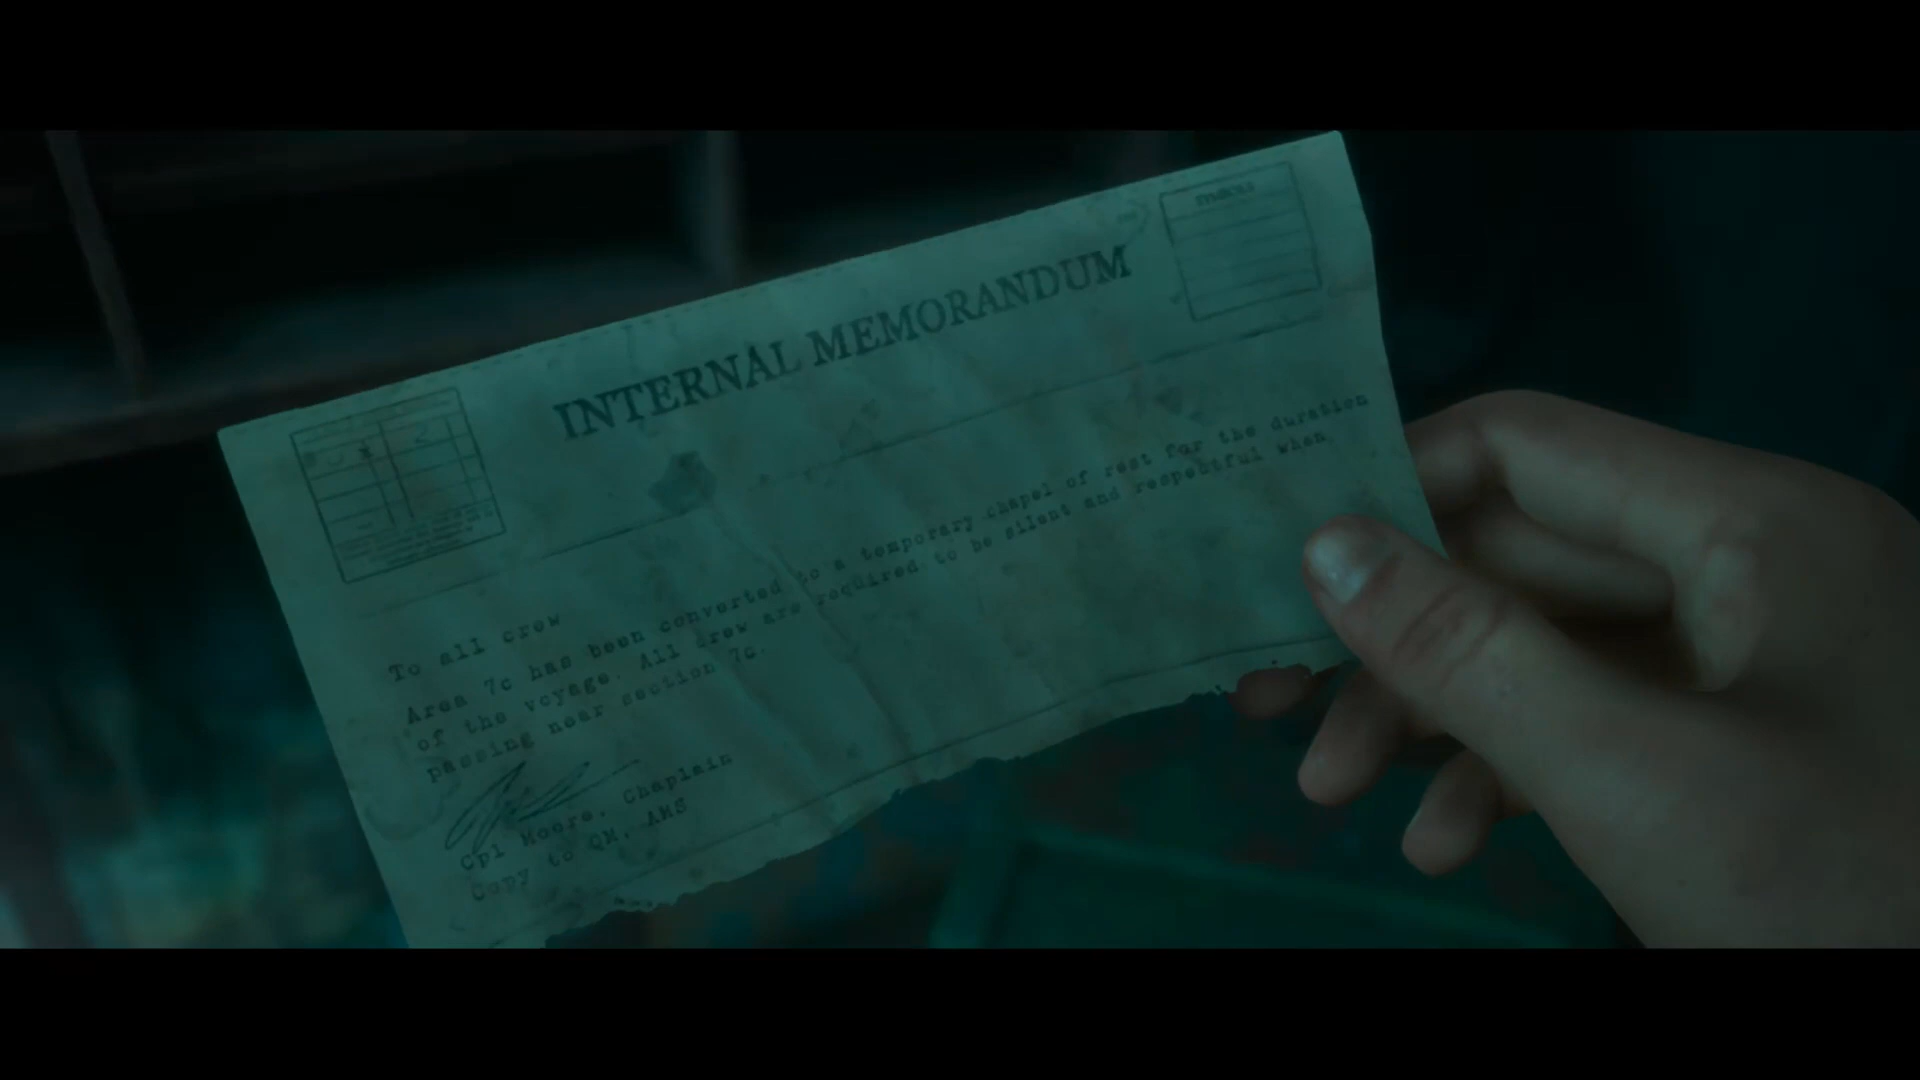 INTERNAL MEMORANDUM
To all crew
Area 7c has been converted to a temporary chapel of rest for the duration
of the voyage. All crew are required to be silent and respectful when
passing near section 7c.
Cpl Moore, Chaplain
Copy to QM, AMS